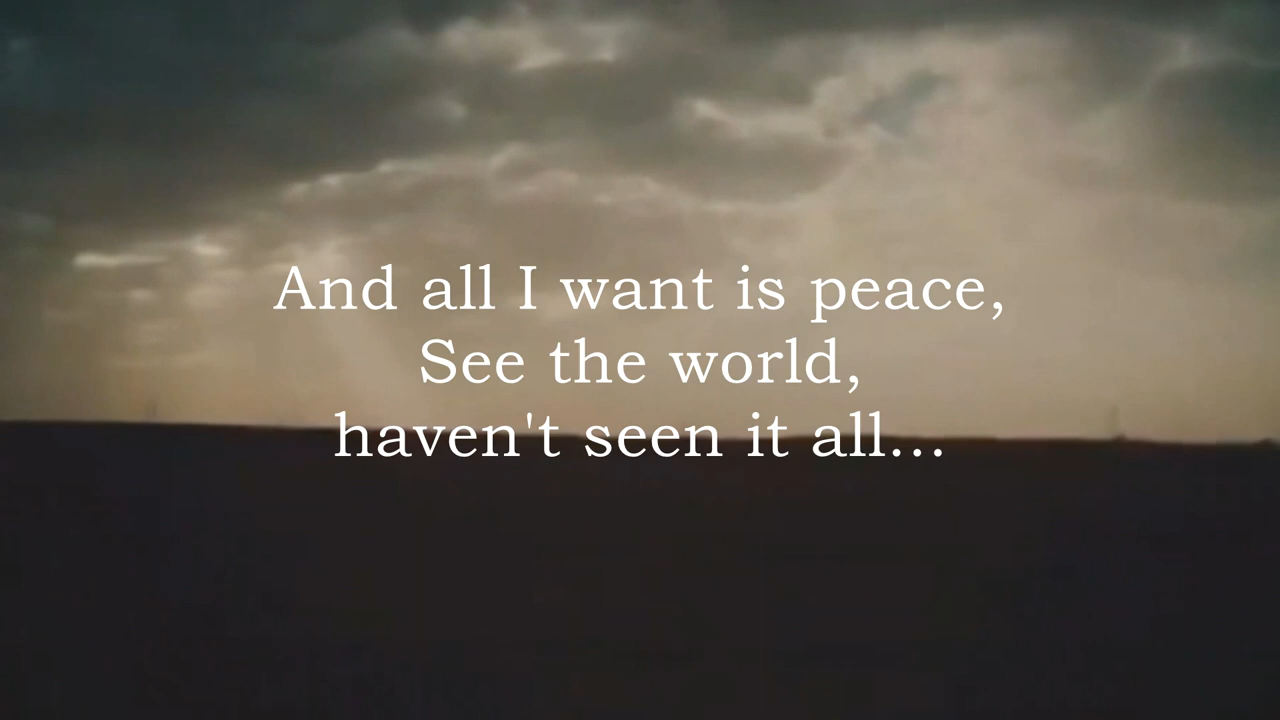 And all I want is peace,
See the world,
haven't seen it all...